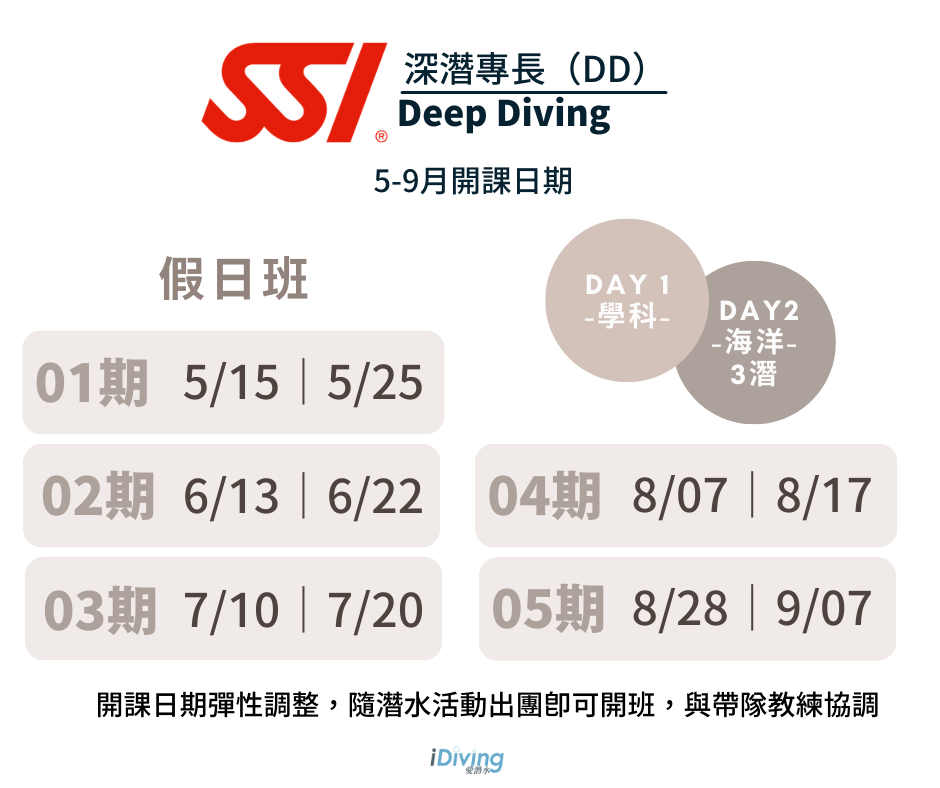 SSI®
深潛專長（DD）
Deep Diving
5-9月開課日期
假日班
DAY 1
-學科-
DAY2
-海洋-
3潛
01期 5/15｜5/25
02期 6/13｜6/22
03期 7/10｜7/20
04期 8/07｜8/17
05期 8/28｜9/07
開課日期彈性調整，隨潛水活動出團即可開班，與帶隊教練協調
iDiving
愛潛水